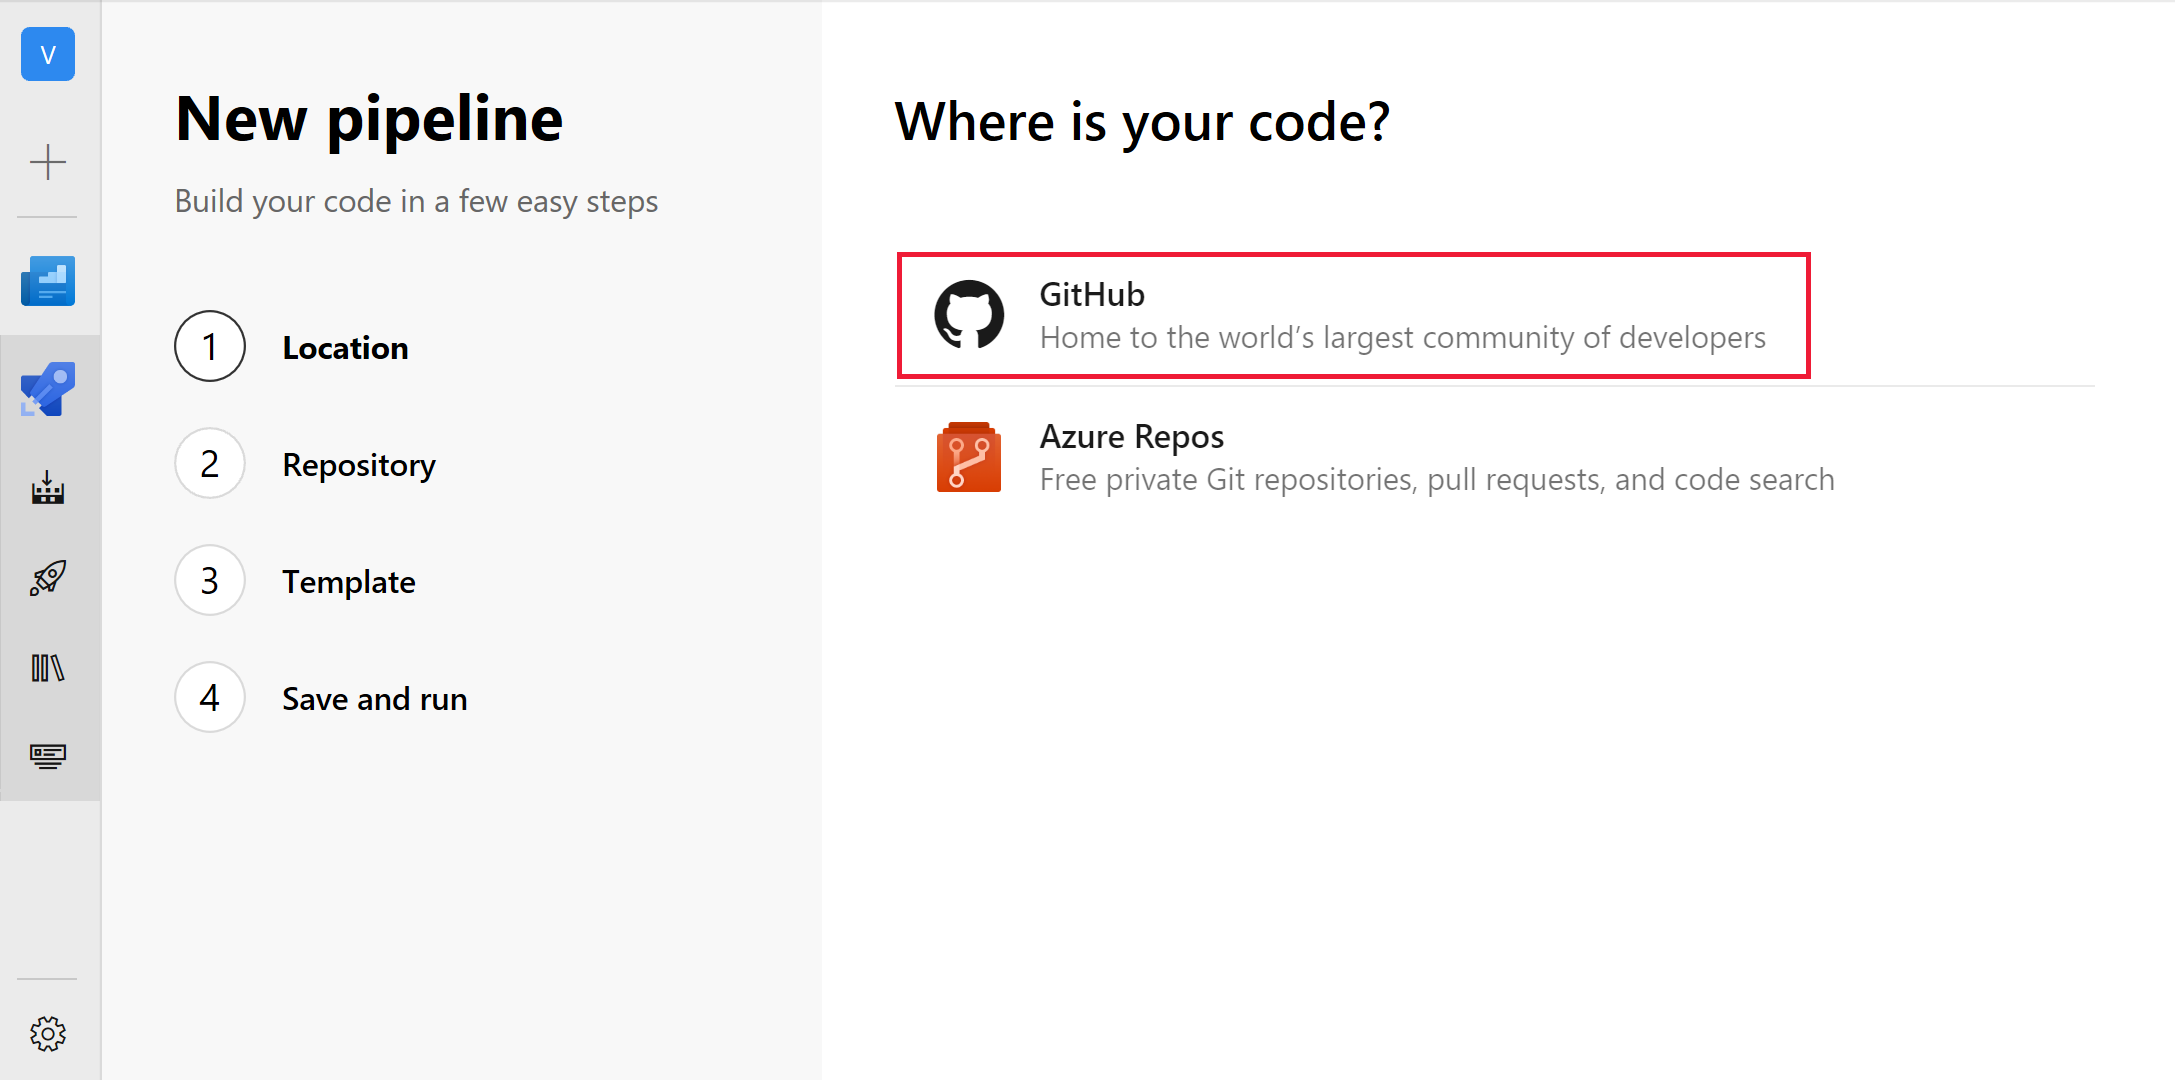 V
New pipeline
Build your code in a few easy steps
1 Location
2 Repository
3 Template
4 Save and run
Where is your code?
GitHub
Home to the world’s largest community of developers
Azure Repos
Free private Git repositories, pull requests, and code search